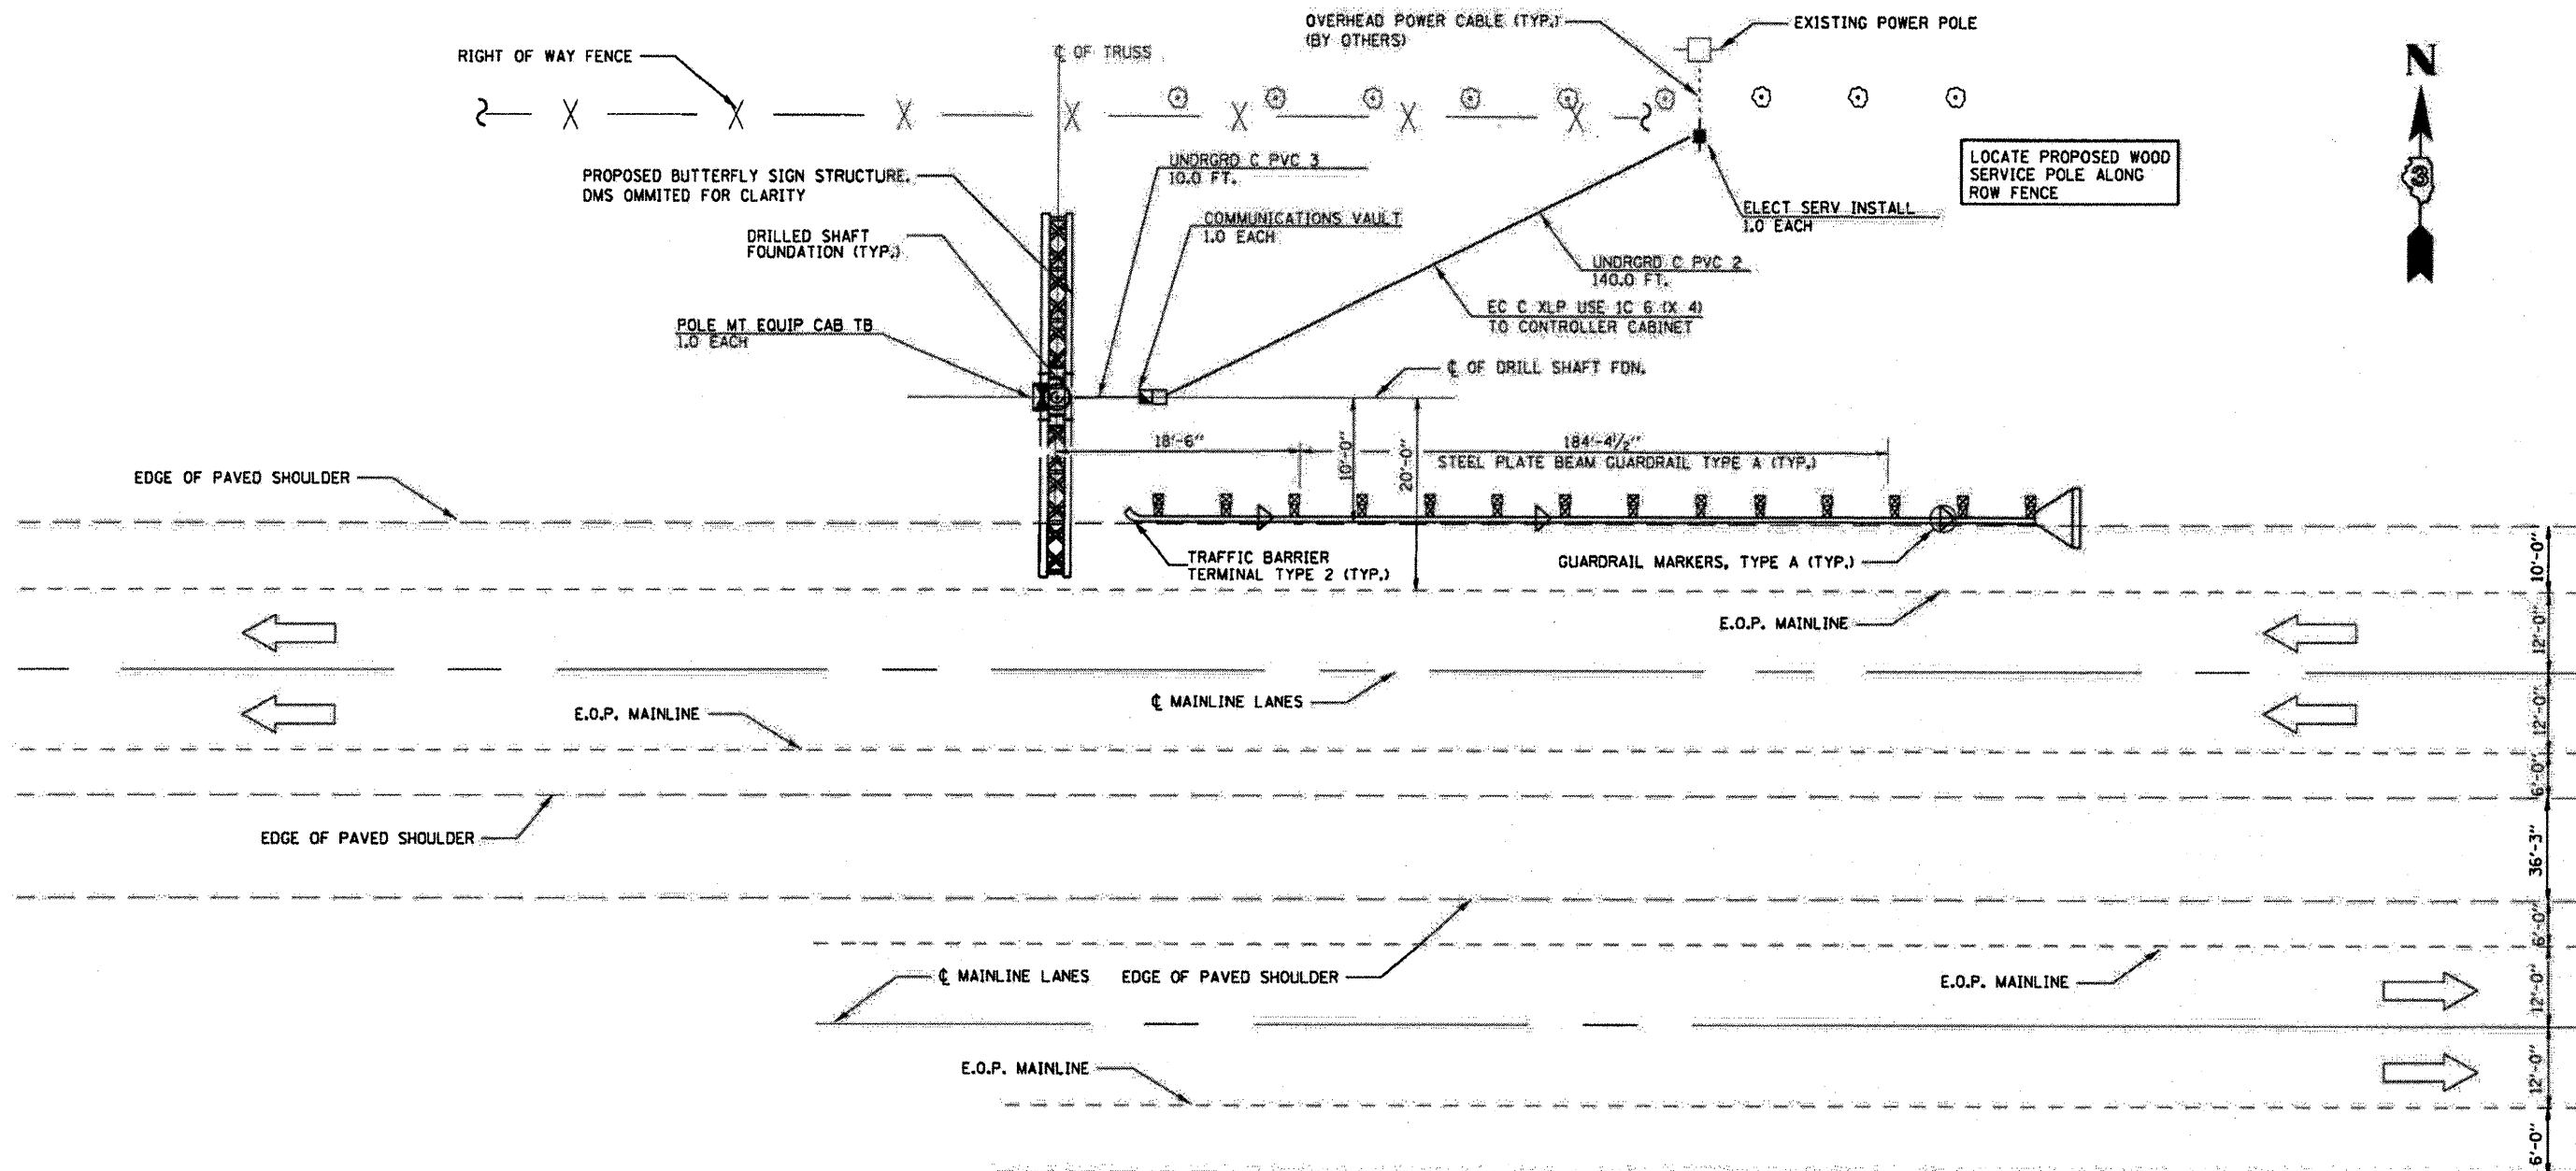 OVERHEAD POWER CABLE (TYP.)
(BY OTHERS)
EXISTING POWER POLE
RIGHT OF WAY FENCE
℄ OF TRUSS
N
3
PROPOSED BUTTERFLY SIGN STRUCTURE.
DMS OMMITED FOR CLARITY
UNDRGRD C PVC 3
10.0 FT.
LOCATE PROPOSED WOOD
SERVICE POLE ALONG
ROW FENCE
DRILLED SHAFT
FOUNDATION (TYP.)
COMMUNICATIONS VAULT
1.0 EACH
ELECT SERV INSTALL
1.0 EACH
UNDRGRD C PVC 2
140.0 FT.
EC C XLP USE 1C 6 (X 4)
TO CONTROLLER CABINET
POLE MT EQUIP CAB TB
1.0 EACH
℄ OF DRILL SHAFT FDN.
18'-6"
10'-0"
20'-0"
184'-4½"
STEEL PLATE BEAM GUARDRAIL TYPE A (TYP.)
EDGE OF PAVED SHOULDER
TRAFFIC BARRIER
TERMINAL TYPE 2 (TYP.)
GUARDRAIL MARKERS, TYPE A (TYP.)
10'-0"
E.O.P. MAINLINE
12'-0"
℄ MAINLINE LANES
E.O.P. MAINLINE
12'-0"
6'-0"
EDGE OF PAVED SHOULDER
36'-3"
6'-0"
℄ MAINLINE LANES
EDGE OF PAVED SHOULDER
E.O.P. MAINLINE
12'-0"
E.O.P. MAINLINE
12'-0"
6'-0"